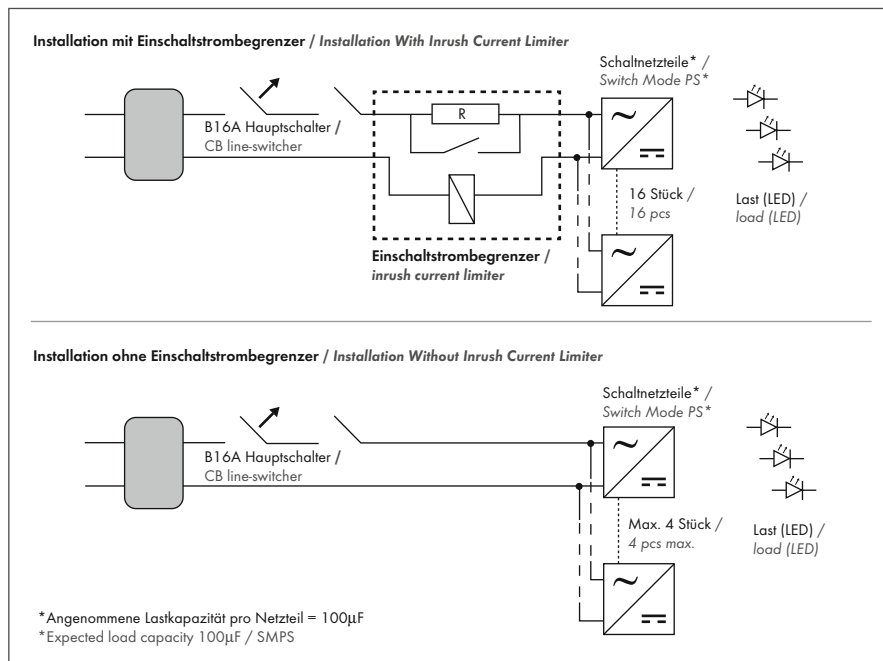 Installation mit Einschaltstrombegrenzer / Installation With Inrush Current Limiter
Schaltnetzteile* /
Switch Mode PS*
B16A Hauptschalter /
CB line-switcher
R
16 Stück /
16 pcs
Last (LED) /
load (LED)
Einschaltstrombegrenzer /
inrush current limiter
Installation ohne Einschaltstrombegrenzer / Installation Without Inrush Current Limiter
Schaltnetzteile* /
Switch Mode PS*
B16A Hauptschalter /
CB line-switcher
Max. 4 Stück /
4 pcs max.
Last (LED) /
load (LED)
*Angenommene Lastkapazität pro Netzteil = 100µF
*Expected load capacity 100µF / SMPS